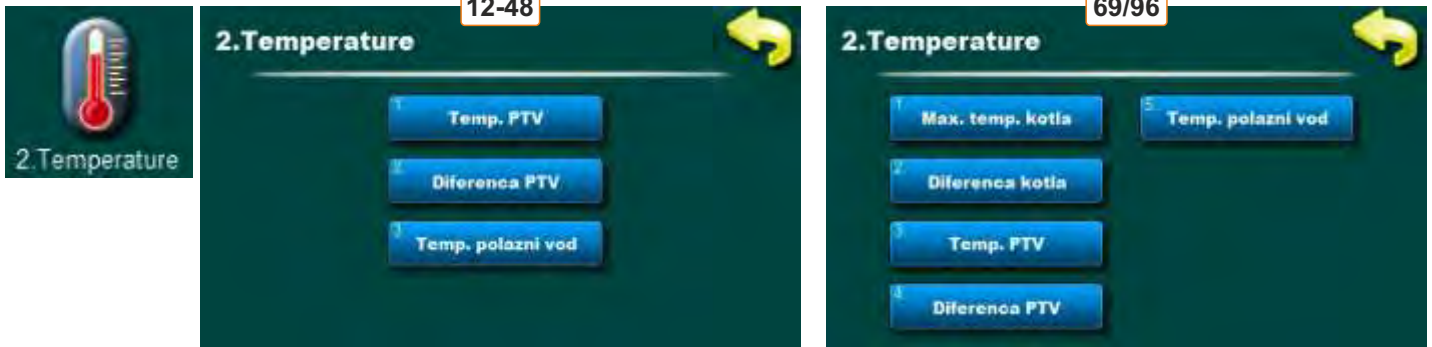 2.Temperature
12-48
2.Temperature
1 Temp. PTV
2 Diferenca PTV
3 Temp. polazni vod
69/96
2.Temperature
1 Max. temp. kotla
2 Diferenca kotla
3 Temp. PTV
4 Diferenca PTV
5 Temp. polazni vod